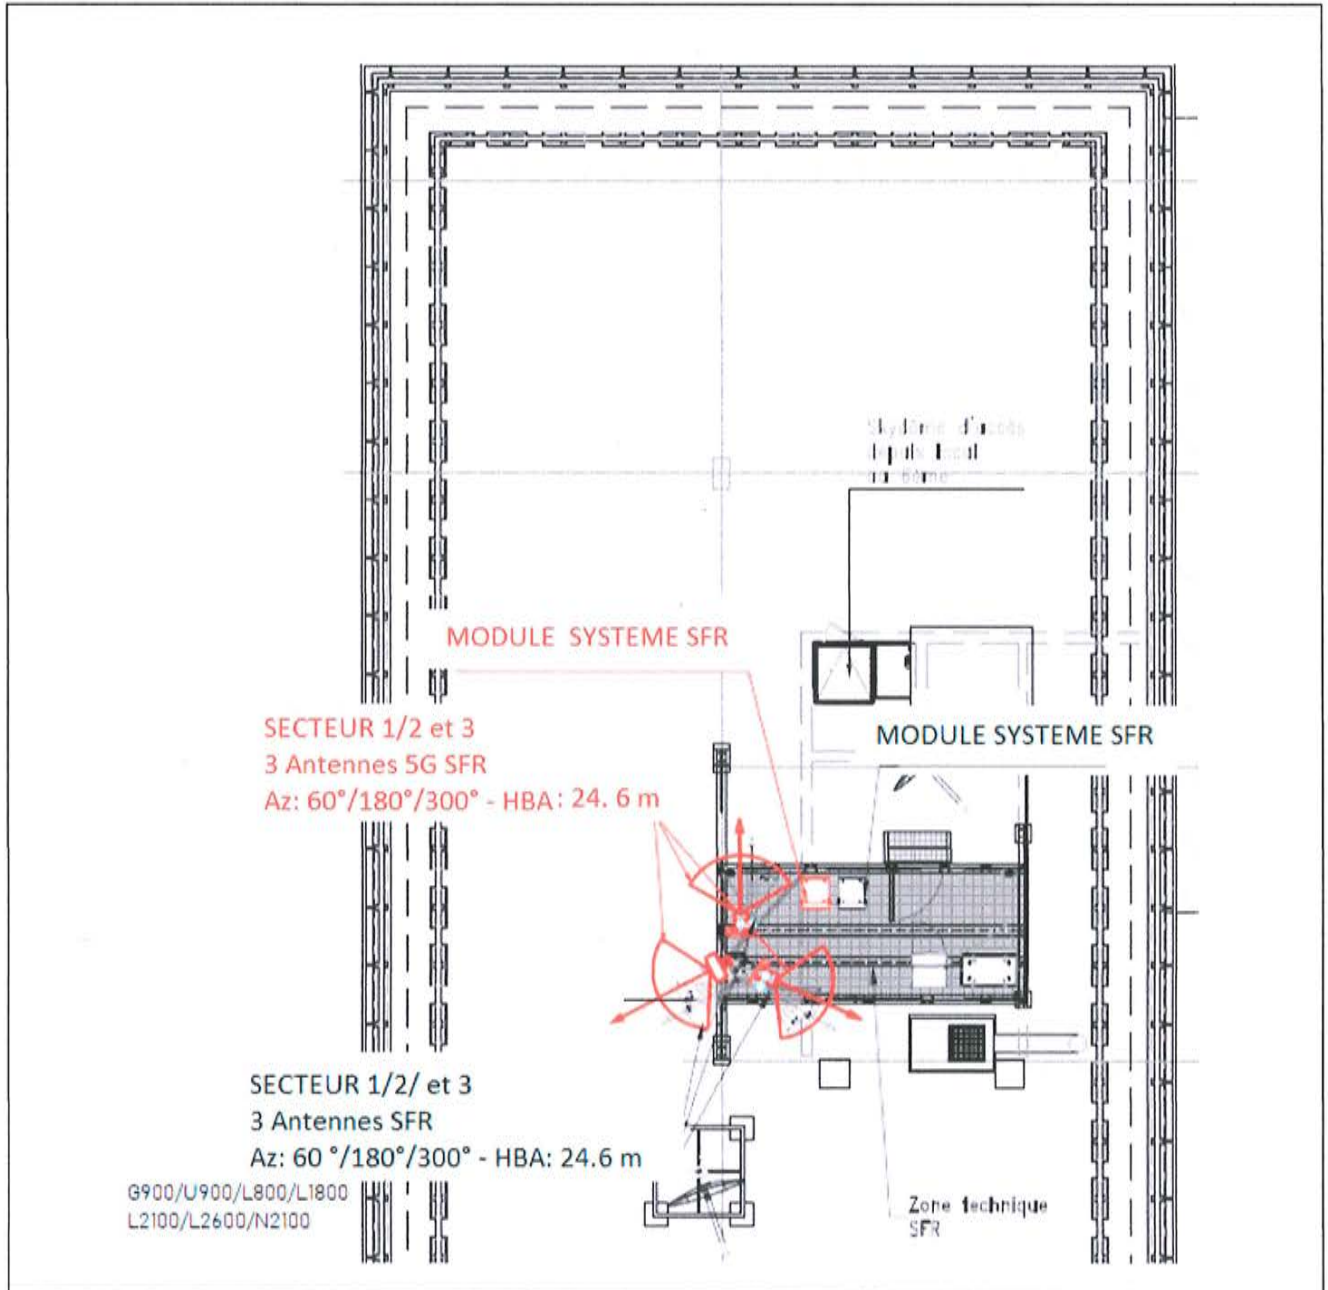 depuis local
MODULE SYSTEME SFR
SECTEUR 1/2 et 3
3 Antennes 5G SFR
Az: 60°/180°/300° - HBA: 24. 6 m
MODULE SYSTEME SFR
SECTEUR 1/2/ et 3
3 Antennes SFR
Az: 60 °/180°/300° - HBA: 24.6 m
G900/U900/L800/L1800
L2100/L2600/N2100
Zone technique
SFR